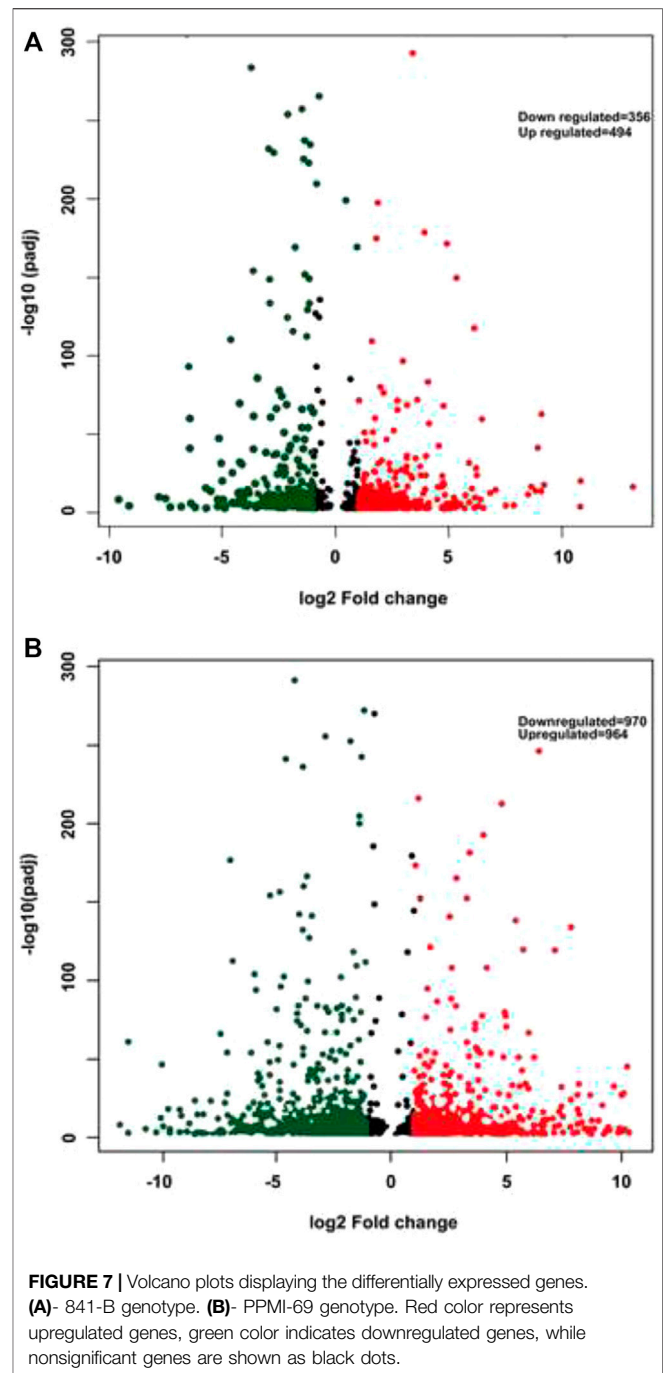 A
300
200
100
0
-log10 (padj)
Down regulated=356
Up regulated=494
-10 -5 0 5 10
log2 Fold change
B
300
200
100
0
-log10(padj)
Downregulated=970
Upregulated=964
-10 -5 0 5 10
log2 Fold change
FIGURE 7 | Volcano plots displaying the differentially expressed genes.
(A)- 841-B genotype. (B)- PPMI-69 genotype. Red color represents
upregulated genes, green color indicates downregulated genes, while
nonsignificant genes are shown as black dots.